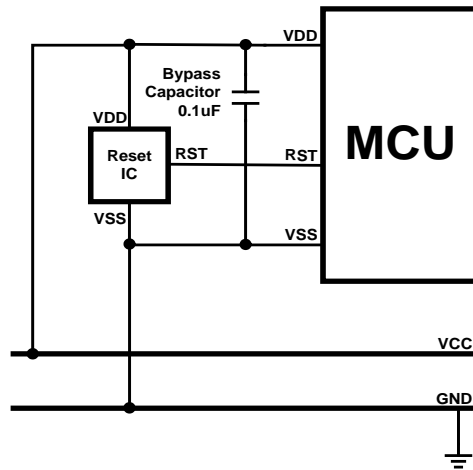 VDD
Bypass
Capacitor
0.1uF
VDD
MCU
Reset
IC
RST
RST
VSS
VSS
VCC
GND